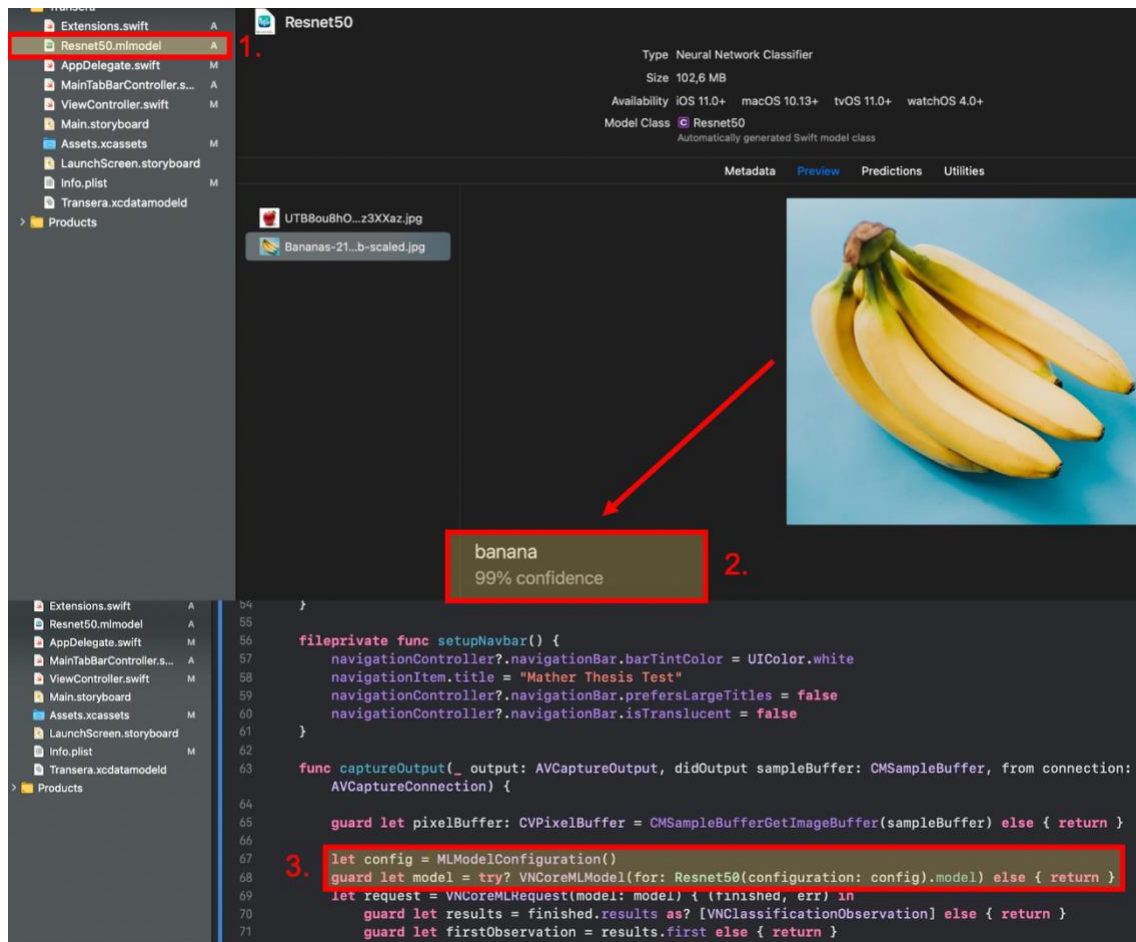 Transera
Extensions.swift A
Resnet50.mlmodel A
AppDelegate.swift M
MainTabBarController.s... A
ViewController.swift M
Main.storyboard
Assets.xcassets M
LaunchScreen.storyboard
Info.plist M
Transera.xcdatamodeld
Products
1.
Resnet50
Type Neural Network Classifier
Size 102,6 MB
Availability iOS 11.0+ macOS 10.13+ tvOS 11.0+ watchOS 4.0+
Model Class C Resnet50
Automatically generated Swift model class
Metadata Preview Predictions Utilities
UTB8ou8hO...z3XXaz.jpg
Bananas-21...b-scaled.jpg
banana
99% confidence
2.
Extensions.swift A
Resnet50.mlmodel A
AppDelegate.swift M
MainTabBarController.s... A
ViewController.swift M
Main.storyboard
Assets.xcassets M
LaunchScreen.storyboard
Info.plist M
Transera.xcdatamodeld
Products
54 }
55
56 fileprivate func setupNavbar() {
57 navigationController?.navigationBar.barTintColor = UIColor.white
58 navigationItem.title = "Mather Thesis Test"
59 navigationController?.navigationBar.prefersLargeTitles = false
60 navigationController?.navigationBar.isTranslucent = false
61 }
62
63 func captureOutput(_ output: AVCaptureOutput, didOutput sampleBuffer: CMSampleBuffer, from connection:
AVCaptureConnection) {
64
65 guard let pixelBuffer: CVPixelBuffer = CMSampleBufferGetImageBuffer(sampleBuffer) else { return }
66
3.
67 let config = MLModelConfiguration()
68 guard let model = try? VNCoreMLModel(for: Resnet50(configuration: config).model) else { return }
69 let request = VNCoreMLRequest(model: model) { (finished, err) in
70 guard let results = finished.results as? [VNClassificationObservation] else { return }
71 guard let firstObservation = results.first else { return }